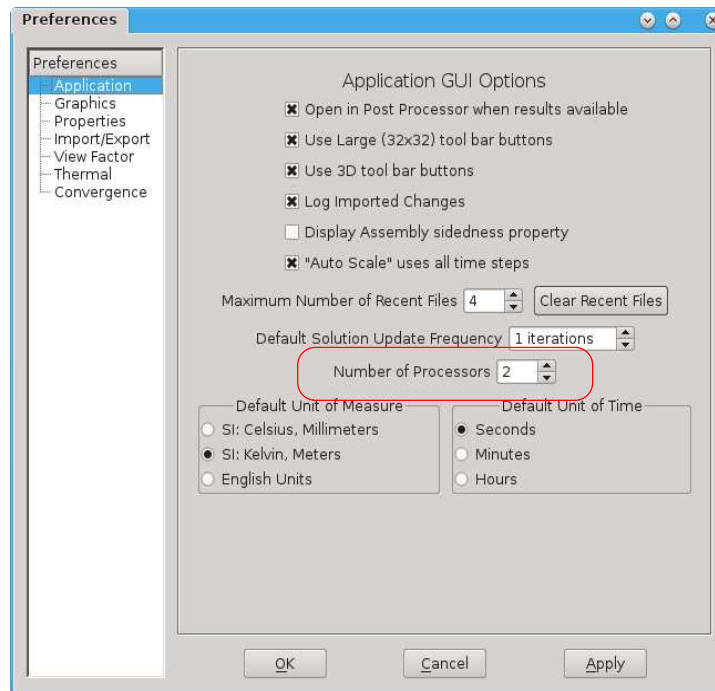 Preferences
Preferences
Application
Graphics
Properties
Import/Export
View Factor
Thermal
Convergence
Application GUI Options
Open in Post Processor when results available
Use Large (32x32) tool bar buttons
Use 3D tool bar buttons
Log Imported Changes
Display Assembly sidedness property
"Auto Scale" uses all time steps
Maximum Number of Recent Files 4 Clear Recent Files
Default Solution Update Frequency 1 iterations
Number of Processors 2
Default Unit of Measure
SI: Celsius, Millimeters
SI: Kelvin, Meters
English Units
Default Unit of Time
Seconds
Minutes
Hours
OK Cancel Apply